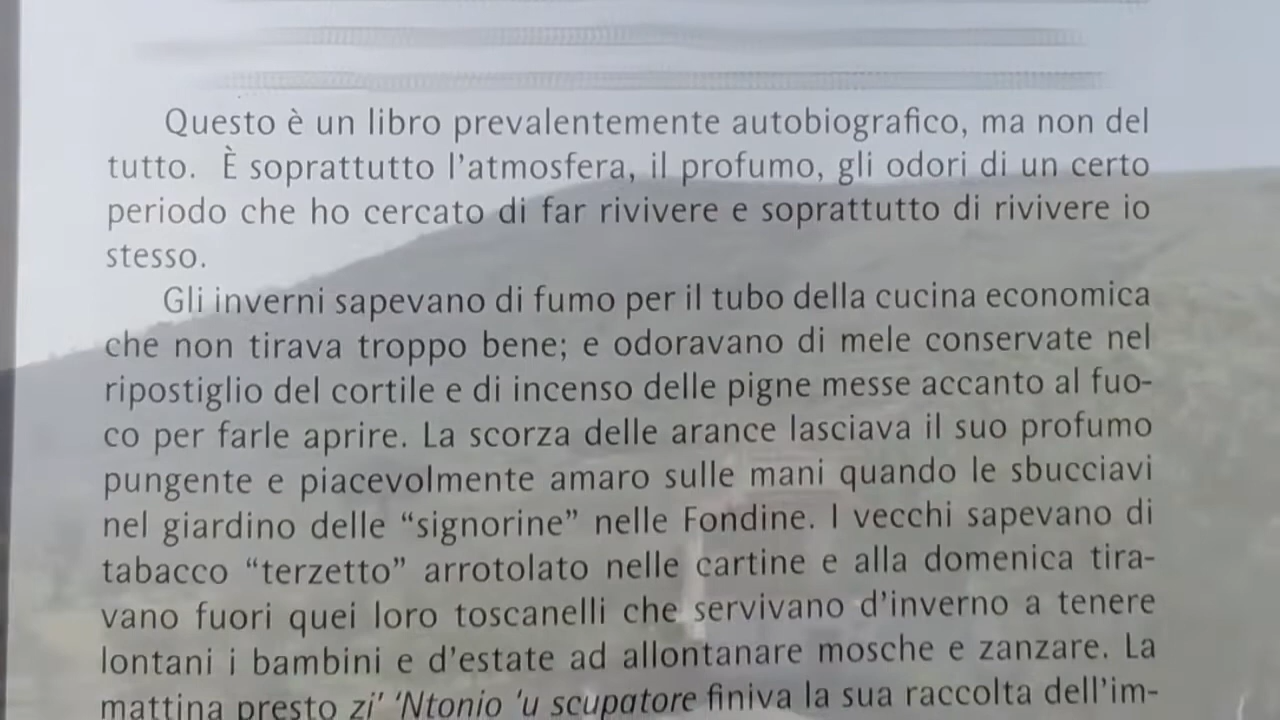 Questo è un libro prevalentemente autobiografico, ma non del
tutto. È soprattutto l'atmosfera, il profumo, gli odori di un certo
periodo che ho cercato di far rivivere e soprattutto di rivivere io
stesso.
Gli inverni sapevano di fumo per il tubo della cucina economica
che non tirava troppo bene; e odoravano di mele conservate nel
ripostiglio del cortile e di incenso delle pigne messe accanto al fuo-
co per farle aprire. La scorza delle arance lasciava il suo profumo
pungente e piacevolmente amaro sulle mani quando le sbucciavi
nel giardino delle “signorine” nelle Fondine. I vecchi sapevano di
tabacco “terzetto” arrotolato nelle cartine e alla domenica tira-
vano fuori quei loro toscanelli che servivano d'inverno a tenere
lontani i bambini e d'estate ad allontanare mosche e zanzare. La
mattina presto zi' 'Ntonio 'u scupatore finiva la sua raccolta dell'im-